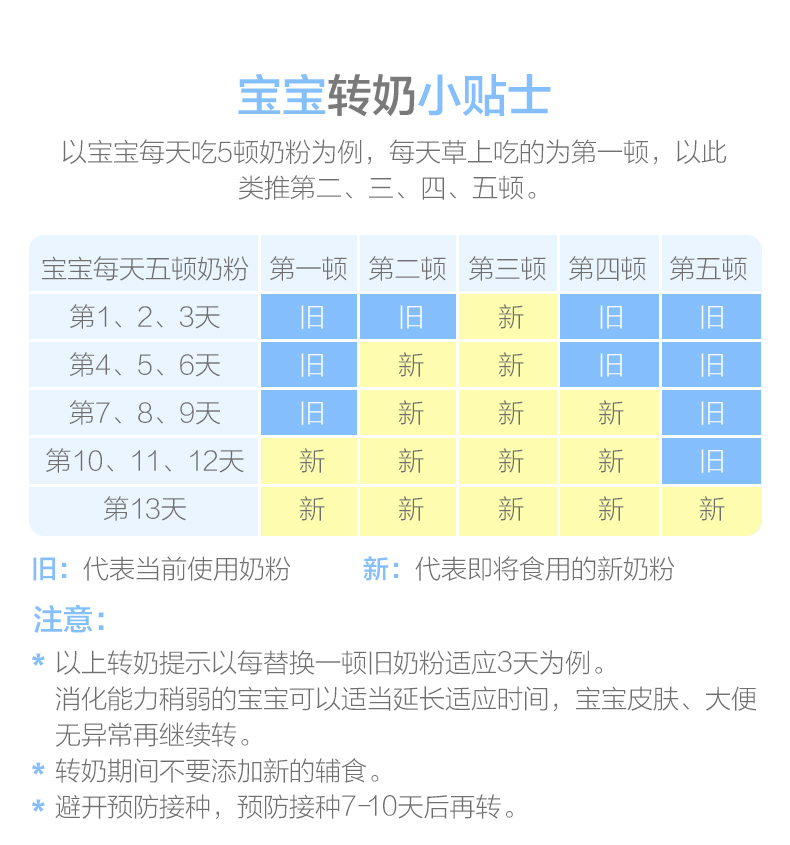 宝宝转奶小贴士
以宝宝每天吃5顿奶粉为例，每天草上吃的为第一顿，以此
类推第二、三、四、五顿。
宝宝每天五顿奶粉 第一顿 第二顿 第三顿 第四顿 第五顿
第1、2、3天 旧 旧 新 旧 旧
第4、5、6天 旧 新 新 旧 旧
第7、8、9天 旧 新 新 新 旧
第10、11、12天 新 新 新 新 旧
第13天 新 新 新 新 新
旧：代表当前使用奶粉 新：代表即将食用的新奶粉
注意：
* 以上转奶提示以每替换一顿旧奶粉适应3天为例。
消化能力稍弱的宝宝可以适当延长适应时间，宝宝皮肤、大便
无异常再继续转。
* 转奶期间不要添加新的辅食。
* 避开预防接种，预防接种7-10天后再转。